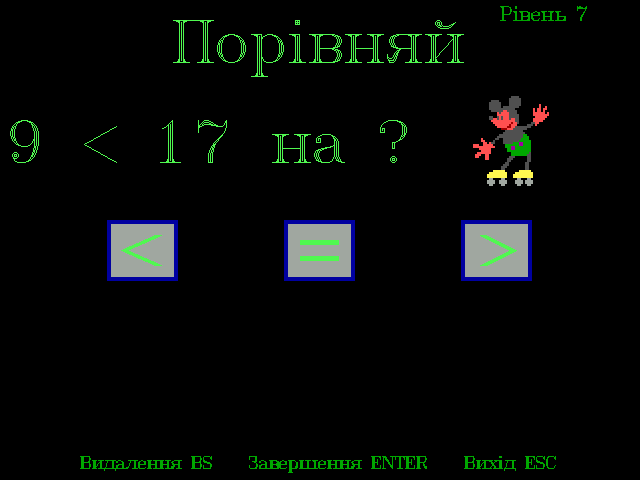 Рівень 7
Порівняй
9 < 17 на ?
< = >
Видалення BS Завершення ENTER Вихід ESC